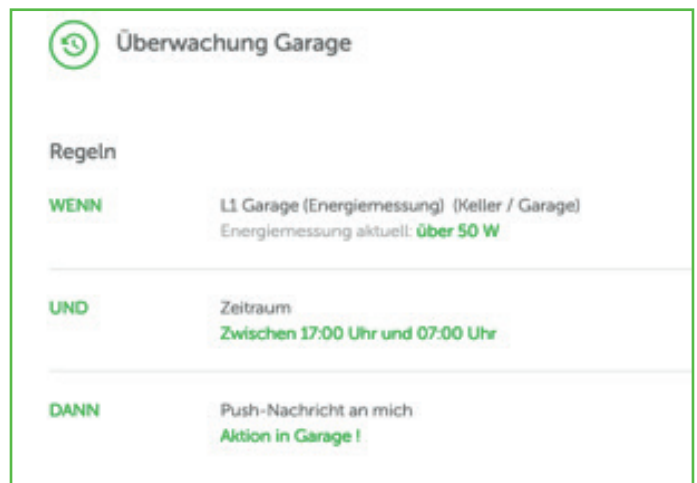 Überwachung Garage
Regeln
WENN
L1 Garage (Energiemessung) (Keller / Garage)
Energiemessung aktuell: über 50 W
UND
Zeitraum
Zwischen 17:00 Uhr und 07:00 Uhr
DANN
Push-Nachricht an mich
Aktion in Garage !